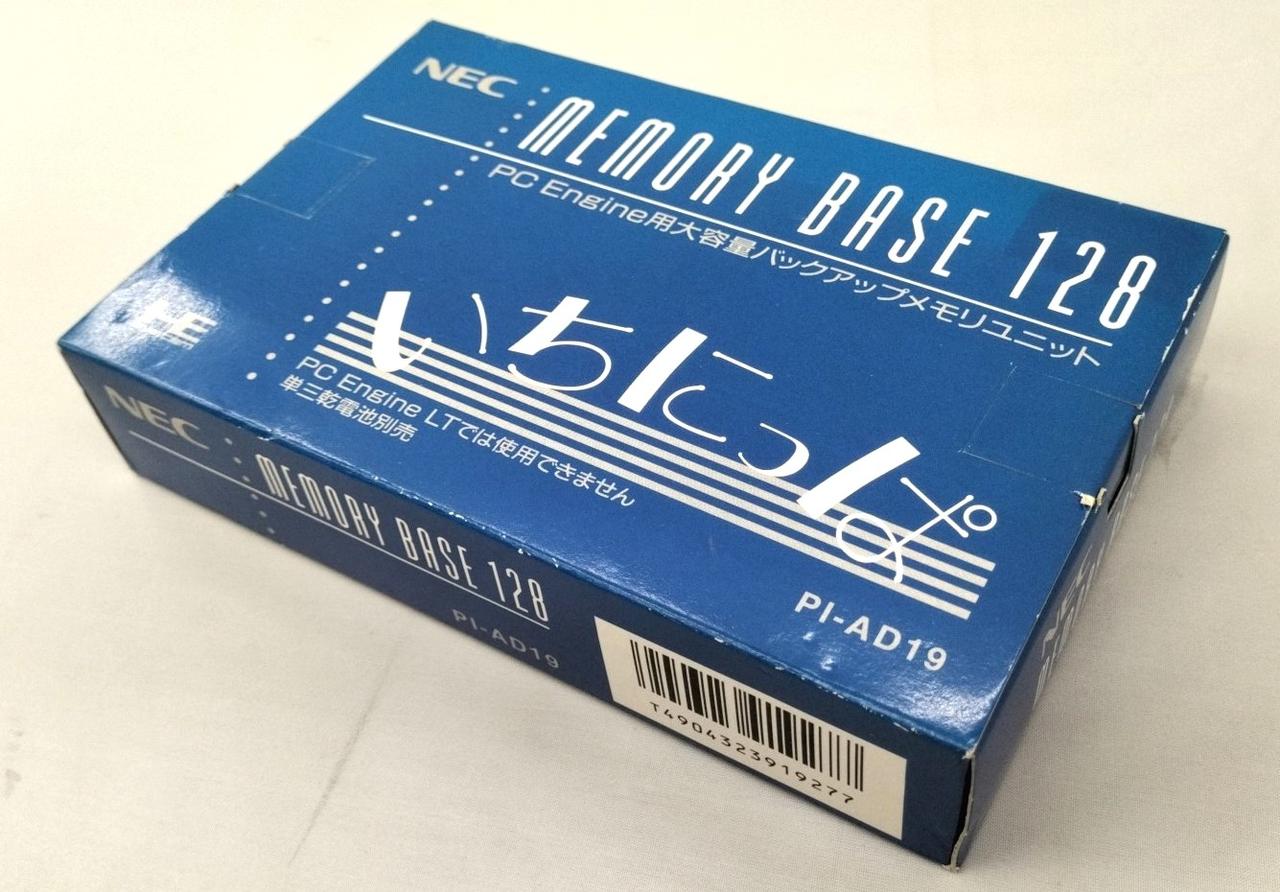 NEC
MEMORY BASE 128
PC Engine用大容量バックアップメモリユニット
いちにっぱ
PC Engine LTでは使用できません
単三乾電池別売
HE
PI-AD19
NEC
MEMORY BASE 128
PI-AD19
T4904323919277